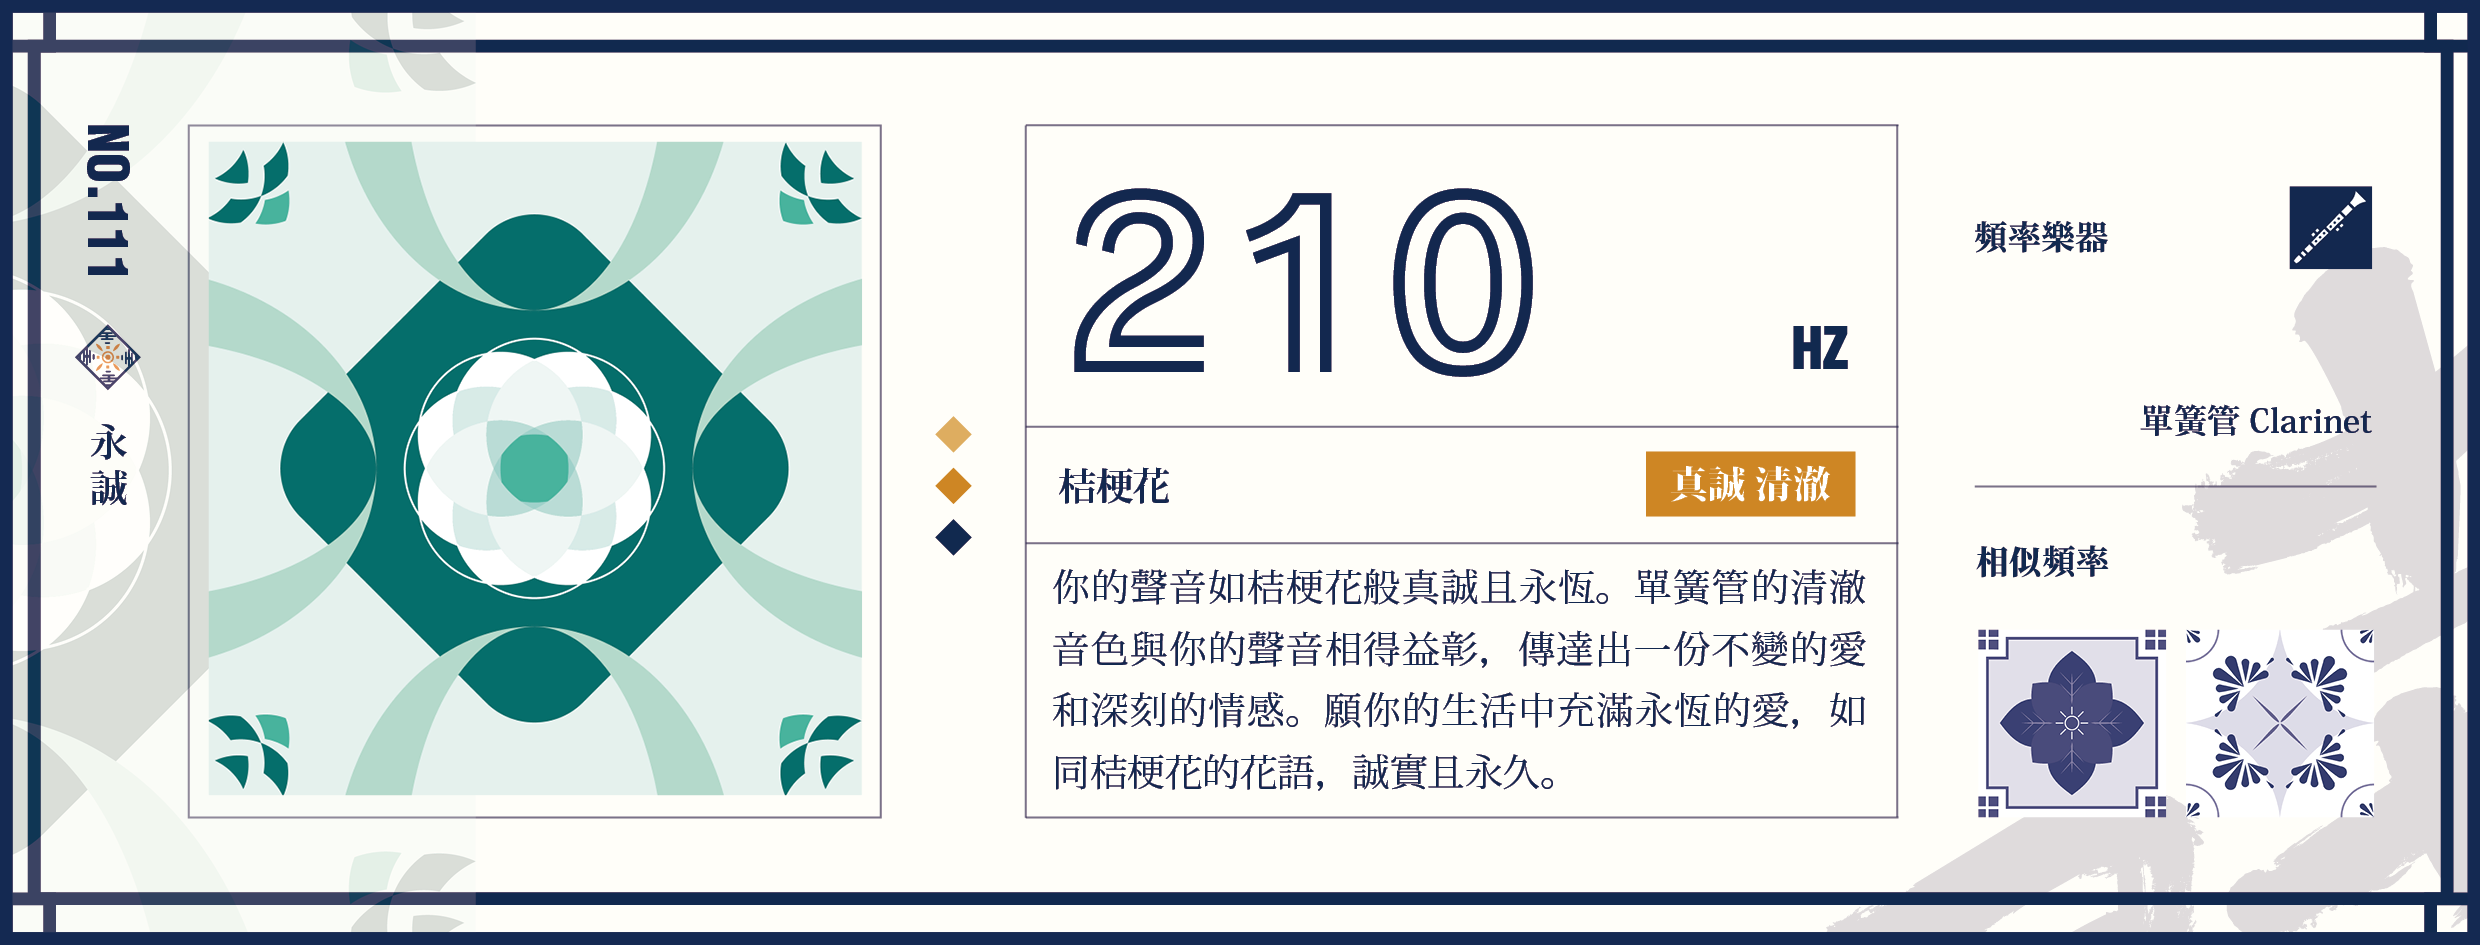 NO.111
永誠
210
HZ
桔梗花
真誠 清澈
你的聲音如桔梗花般真誠且永恆。單簧管的清澈
音色與你的聲音相得益彰，傳達出一份不變的愛
和深刻的情感。願你的生活中充滿永恆的愛，如
同桔梗花的花語，誠實且永久。
頻率樂器
單簧管 Clarinet
相似頻率